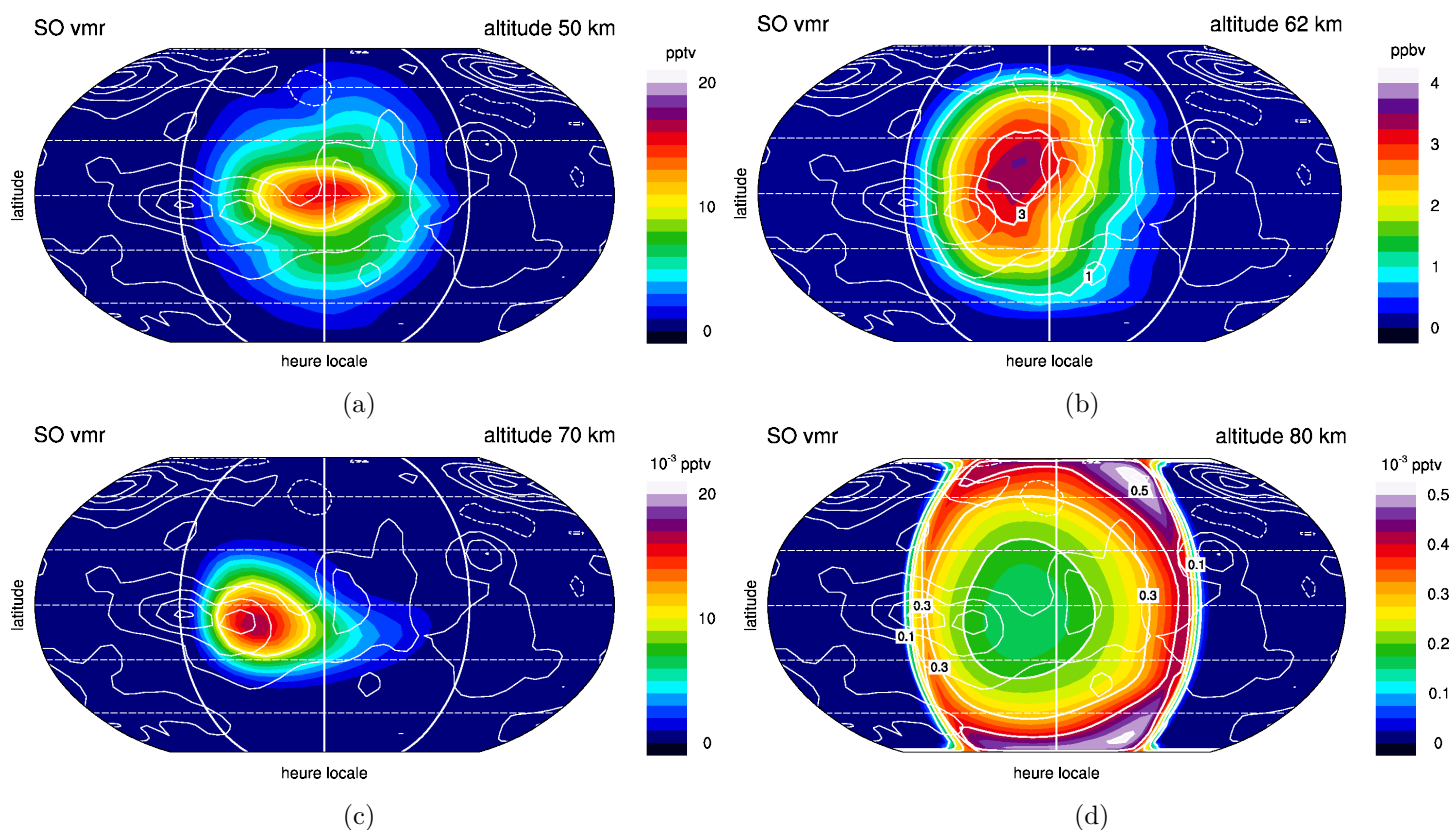 SO vmr altitude 50 km
pptv
20
10
0
latitude
heure locale
(a)
SO vmr altitude 62 km
ppbv
4
3
2
1
0
3
1
latitude
heure locale
(b)
SO vmr altitude 70 km
10⁻³ pptv
20
10
0
latitude
heure locale
(c)
SO vmr altitude 80 km
10⁻³ pptv
0.5
0.4
0.3
0.2
0.1
0
0.5
0.1
0.3
0.3
0.1
0.3
latitude
heure locale
(d)